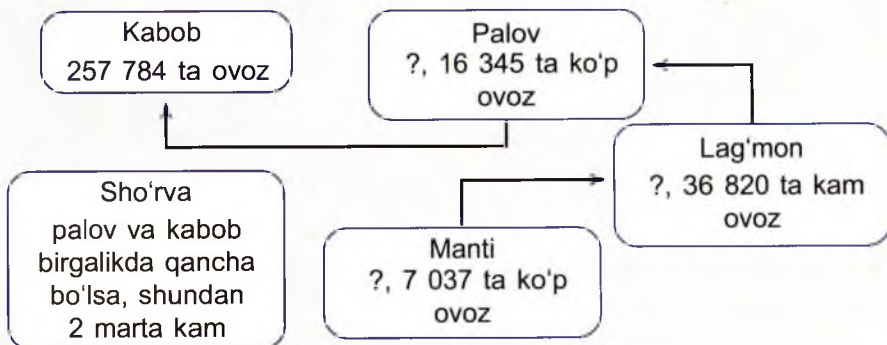 Kabob
257 784 ta ovoz
Palov
?, 16 345 ta ko‘p
ovoz
Lag‘mon
?, 36 820 ta kam
ovoz
Sho‘rva
palov va kabob
birgalikda qancha
bo‘lsa, shundan
2 marta kam
Manti
?, 7 037 ta ko‘p
ovoz